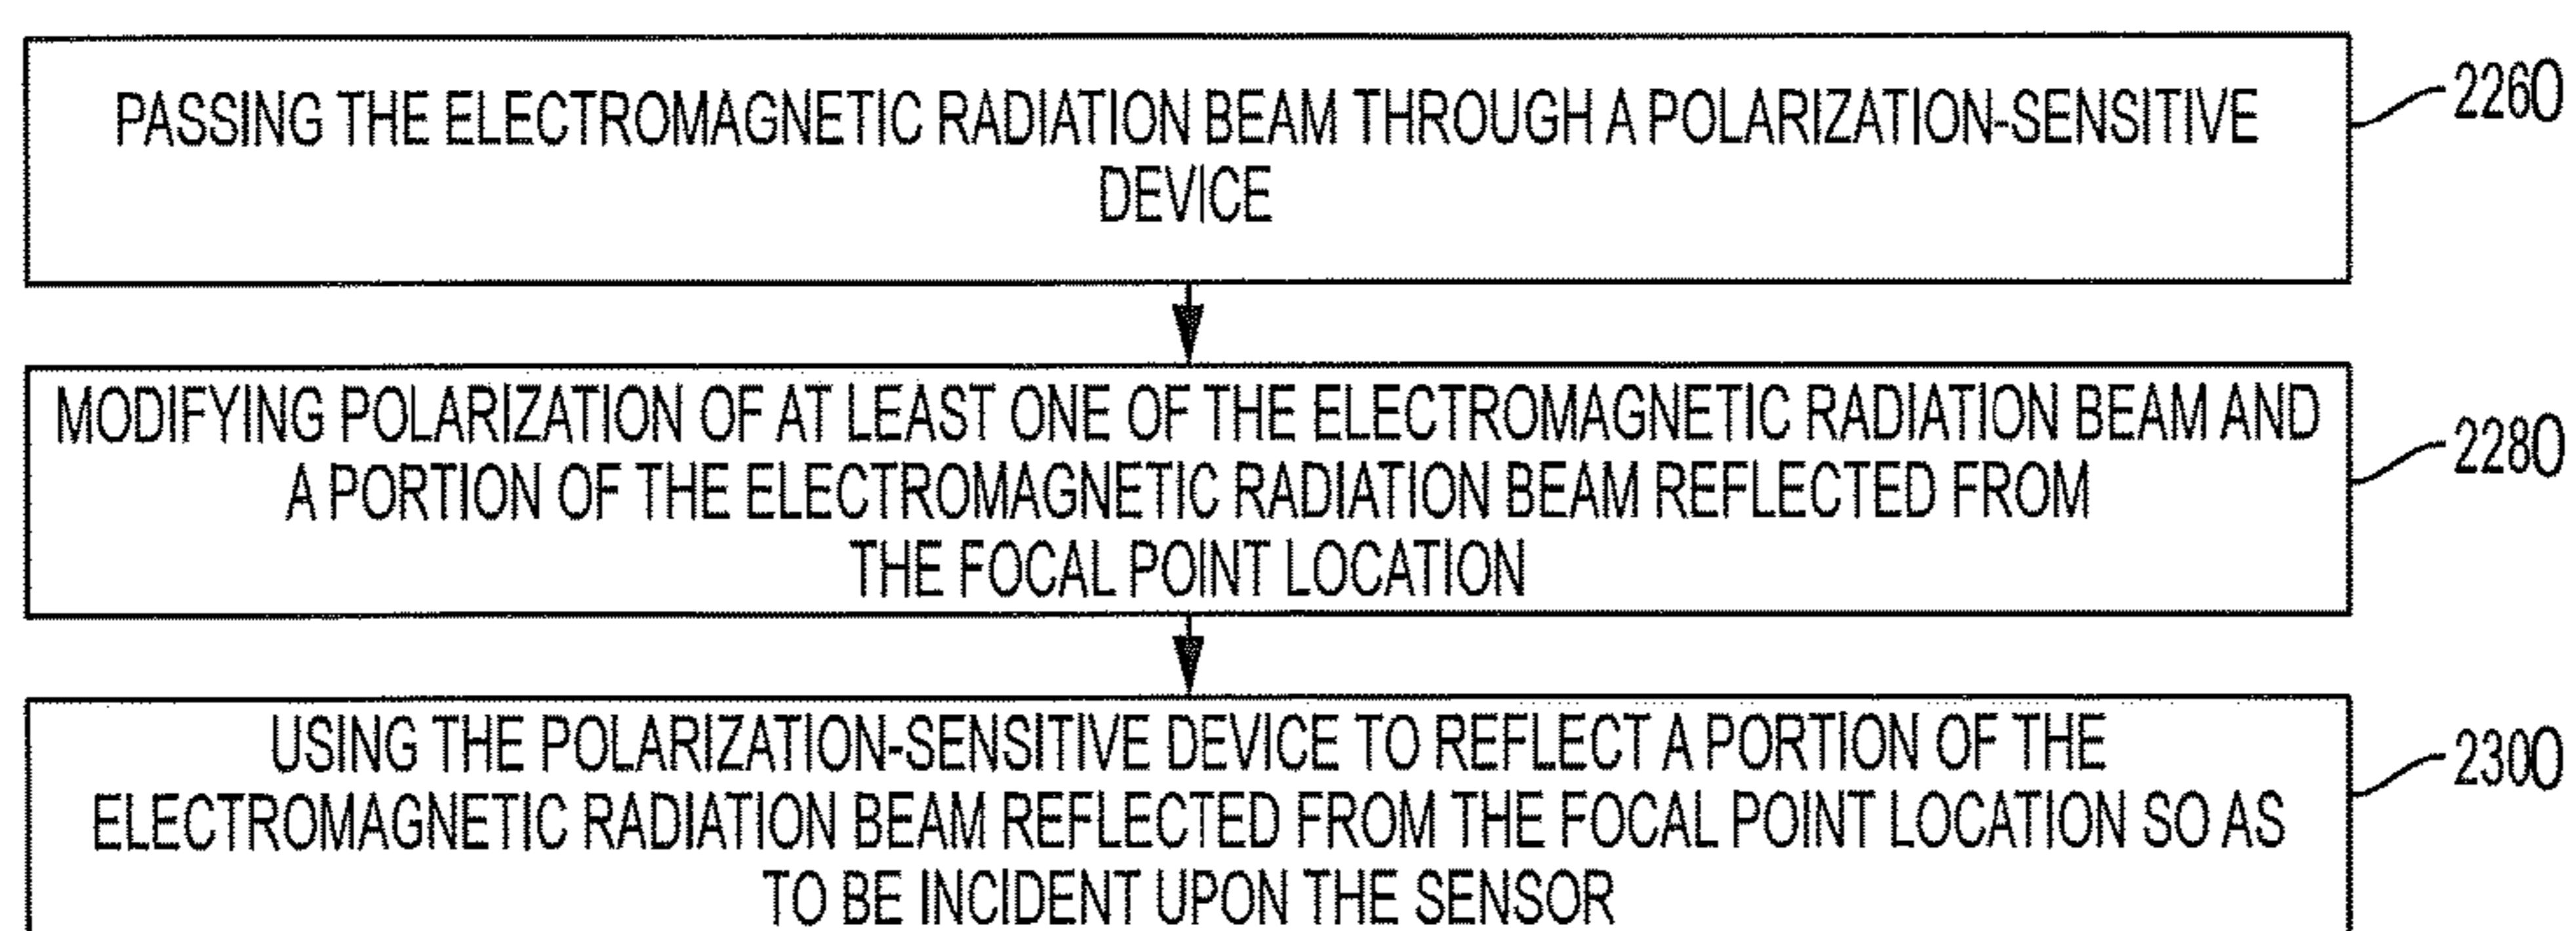 PASSING THE ELECTROMAGNETIC RADIATION BEAM THROUGH A POLARIZATION-SENSITIVE
DEVICE
2260
MODIFYING POLARIZATION OF AT LEAST ONE OF THE ELECTROMAGNETIC RADIATION BEAM AND
A PORTION OF THE ELECTROMAGNETIC RADIATION BEAM REFLECTED FROM
THE FOCAL POINT LOCATION
2280
USING THE POLARIZATION-SENSITIVE DEVICE TO REFLECT A PORTION OF THE
ELECTROMAGNETIC RADIATION BEAM REFLECTED FROM THE FOCAL POINT LOCATION SO AS
TO BE INCIDENT UPON THE SENSOR
2300